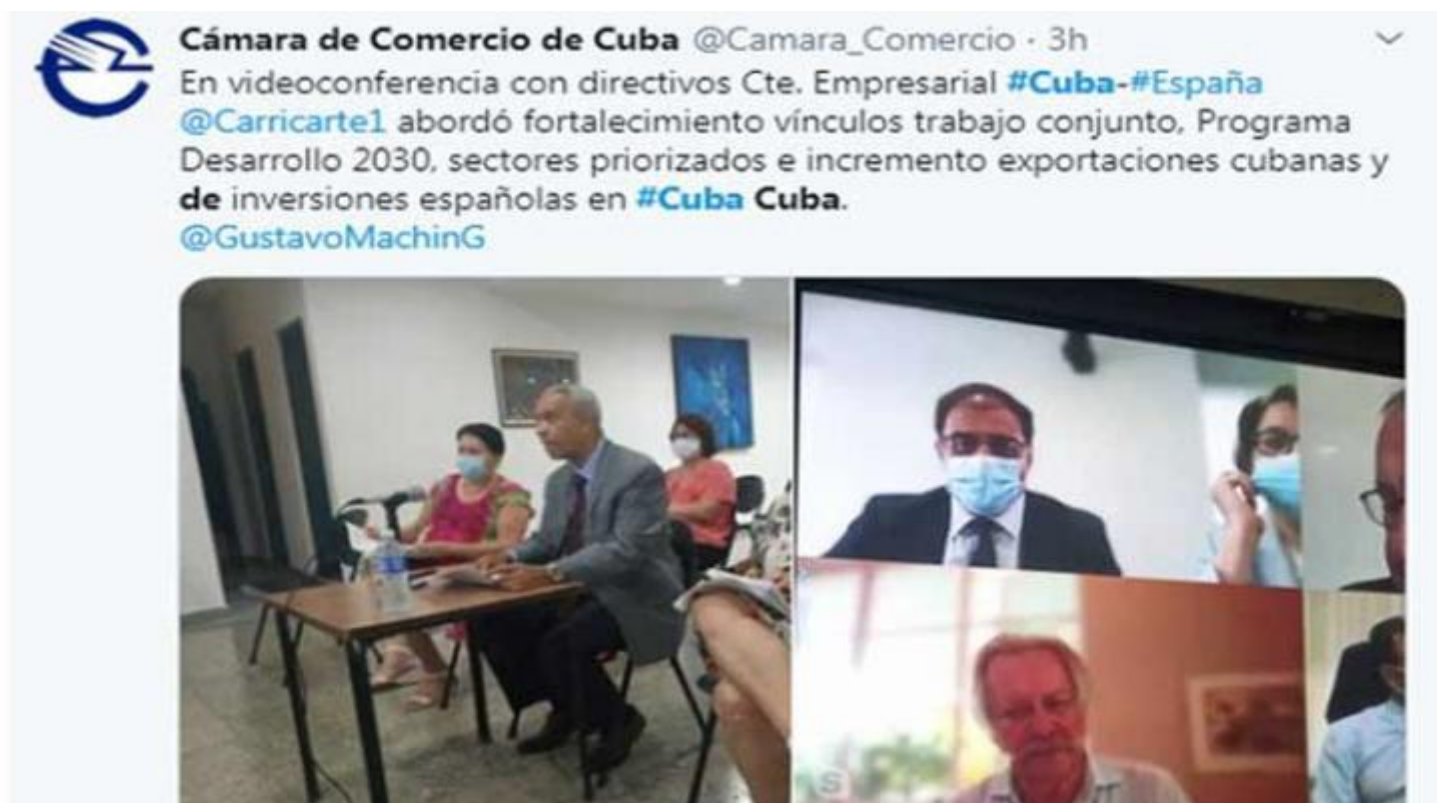 Cámara de Comercio de Cuba @Camara_Comercio · 3h
En videoconferencia con directivos Cte. Empresarial #Cuba-#España
@Carricarte1 abordó fortalecimiento vínculos trabajo conjunto, Programa
Desarrollo 2030, sectores priorizados e incremento exportaciones cubanas y
de inversiones españolas en #Cuba Cuba.
@GustavoMachinG